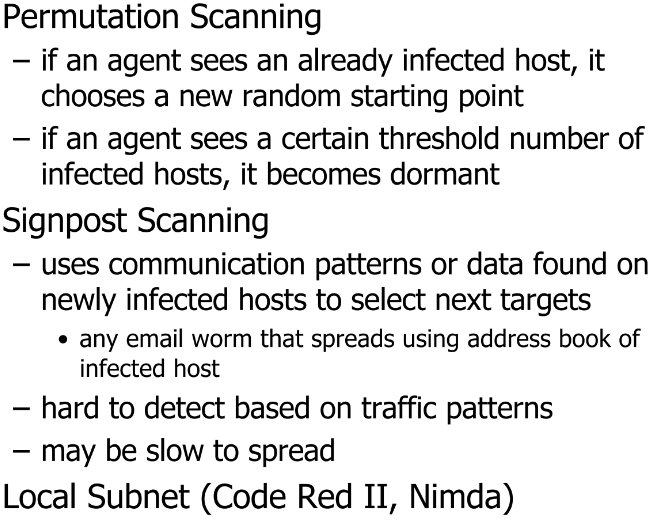 Permutation Scanning
– if an agent sees an already infected host, it
chooses a new random starting point
– if an agent sees a certain threshold number of
infected hosts, it becomes dormant
Signpost Scanning
– uses communication patterns or data found on
newly infected hosts to select next targets
• any email worm that spreads using address book of
infected host
– hard to detect based on traffic patterns
– may be slow to spread
Local Subnet (Code Red II, Nimda)